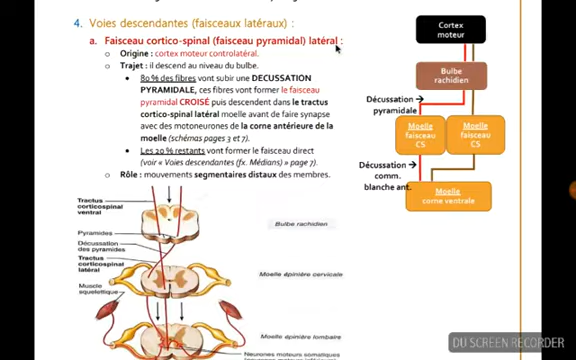 4. Voies descendantes (faisceaux latéraux) :
a. Faisceau cortico-spinal (faisceau pyramidal) latéral :
Origine : cortex moteur controlatéral.
Trajet : il descend au niveau du bulbe.
80 % des fibres vont subir une DECUSSATION
PYRAMIDALE, ces fibres vont former le faisceau
pyramidal CROISÉ puis descendent dans le tractus
cortico-spinal latéral moelle avant de faire synapse
avec des motoneurones de la corne antérieure de la
moelle (schémas pages 3 et 7).
Les 20 % restants vont former le faisceau direct
(voir « Voies descendantes (fx. Médians) » page 7).
Rôle : mouvements segmentaires distaux des membres.
Cortex
moteur
Bulbe
rachidien
Décussation
pyramidale
Moelle
faisceau
CS
Moelle
faisceau
CS
Décussation
comm.
blanche ant.
Moelle
corne ventrale
Tractus
corticospinal
ventral
Bulbe rachidien
Pyramides
Décussation
des pyramides
Tractus
corticospinal
latéral
Moelle épinière cervicale
Muscle
squelettique
Moelle épinière lombaire
Neurones moteurs somatiques
DU SCREEN RECORDER